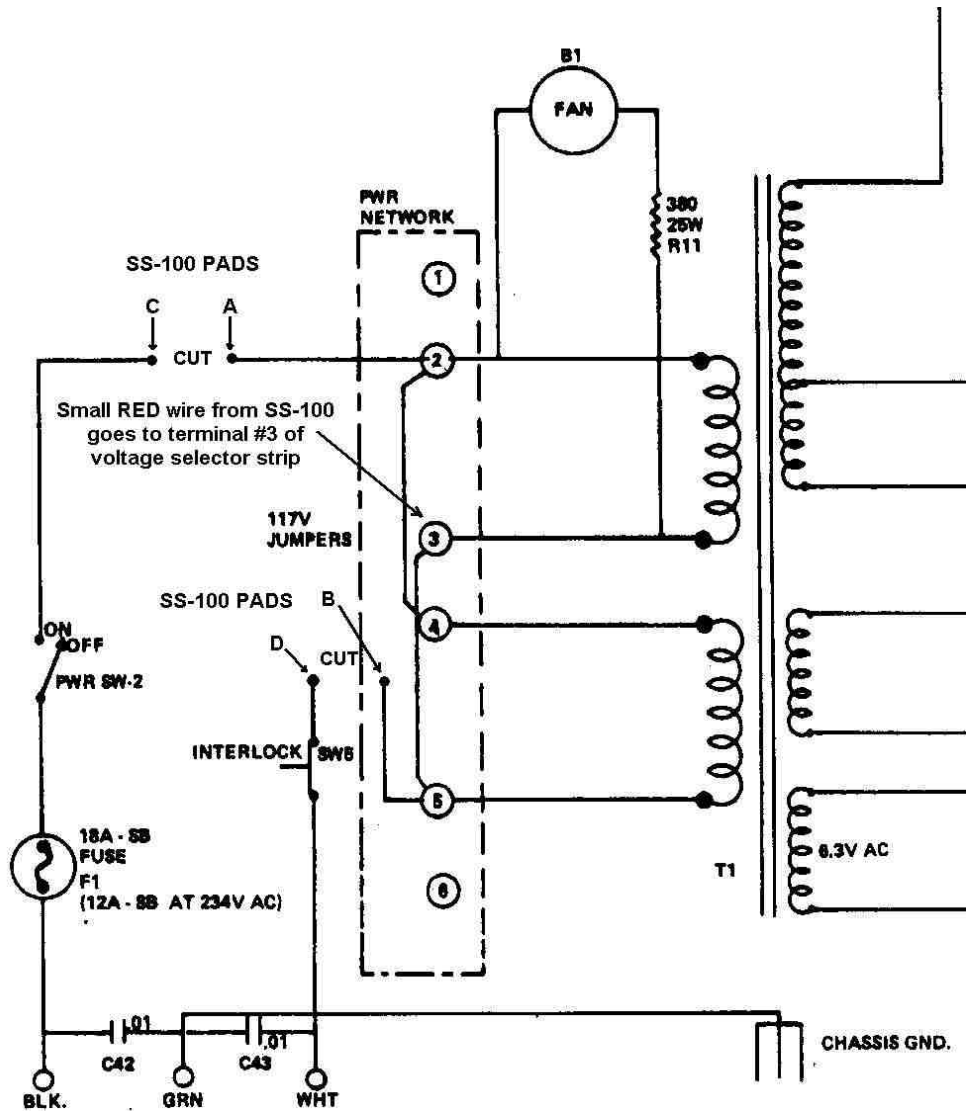 B1
FAN
PWR
NETWORK
380
25W
R11
SS-100 PADS
1
C
A
CUT
2
Small RED wire from SS-100
goes to terminal #3 of
voltage selector strip
117V
JUMPERS
3
SS-100 PADS
B
4
D
CUT
ON
OFF
PWR SW-2
INTERLOCK
SW5
5
18A - SB
FUSE
F1
(12A - SB AT 234V AC)
6
T1
6.3V AC
.01
C42
.01
C43
CHASSIS GND.
BLK.
GRN
WHT